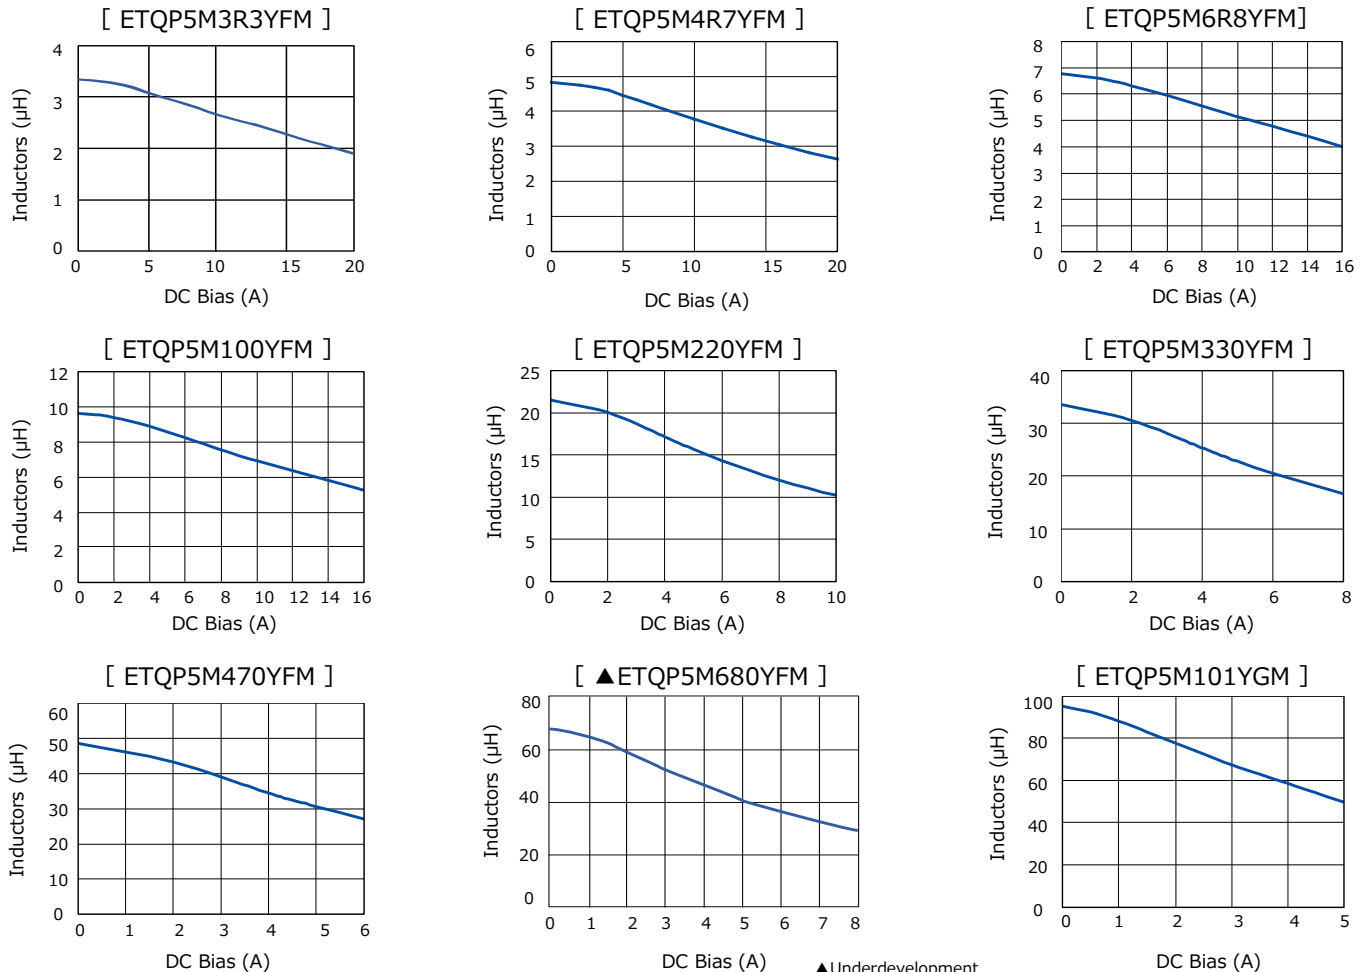 [ ETQP5M3R3YFM ]
4
3
2
1
0
0 5 10 15 20
Inductors (µH)
DC Bias (A)
[ ETQP5M4R7YFM ]
6
5
4
3
2
1
0
0 5 10 15 20
Inductors (µH)
DC Bias (A)
[ ETQP5M6R8YFM]
8
7
6
5
4
3
2
1
0
0 2 4 6 8 10 12 14 16
Inductors (µH)
DC Bias (A)
[ ETQP5M100YFM ]
12
10
8
6
4
2
0
0 2 4 6 8 10 12 14 16
Inductors (µH)
DC Bias (A)
[ ETQP5M220YFM ]
25
20
15
10
5
0
0 2 4 6 8 10
Inductors (µH)
DC Bias (A)
[ ETQP5M330YFM ]
40
30
20
10
0
0 2 4 6 8
Inductors (µH)
DC Bias (A)
[ ETQP5M470YFM ]
60
50
40
30
20
10
0
0 1 2 3 4 5 6
Inductors (µH)
DC Bias (A)
[ ▲ETQP5M680YFM ]
80
60
40
20
0
0 1 2 3 4 5 6 7 8
Inductors (µH)
DC Bias (A)
▲Underdevelopment
[ ETQP5M101YGM ]
100
80
60
40
20
0
0 1 2 3 4 5
Inductors (µH)
DC Bias (A)